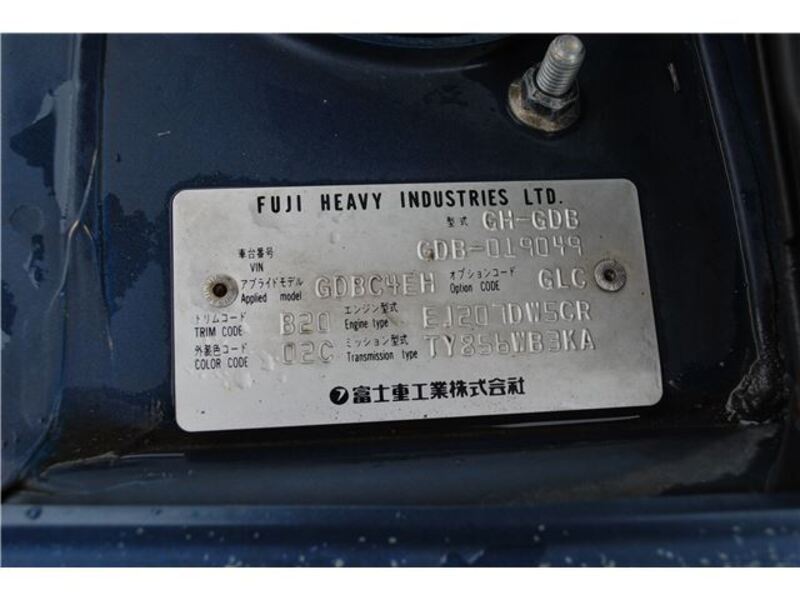 FUJI HEAVY INDUSTRIES LTD.
型式 GH-GDB
車台番号 VIN GDB-019049
アプライドモデル Applied model GDBC4EH オプションコード Option CODE GLC
トリムコード TRIM CODE B20 エンジン型式 Engine type EJ207DW5CR
外装色コード COLOR CODE 02C ミッション型式 Transmission type TY856WB3KA
富士重工業株式会社